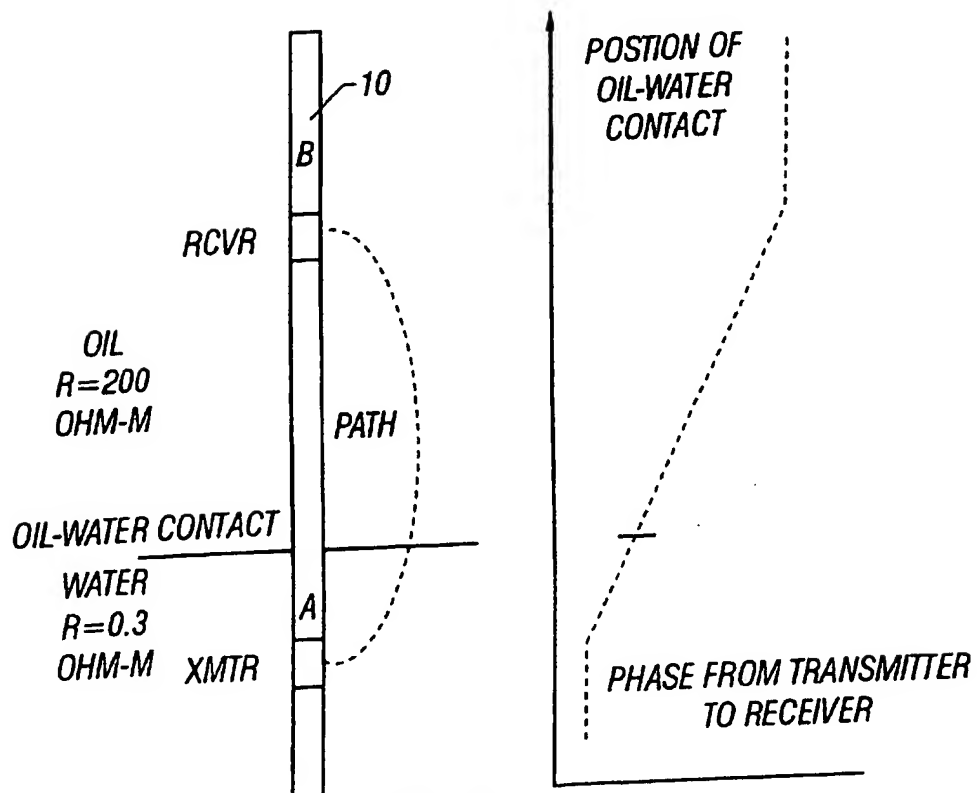 10
B
RCVR
OIL
R=200
OHM-M
PATH
OIL-WATER CONTACT
WATER
R=0.3
OHM-M
A
XMTR
POSTION OF
OIL-WATER
CONTACT
PHASE FROM TRANSMITTER
TO RECEIVER